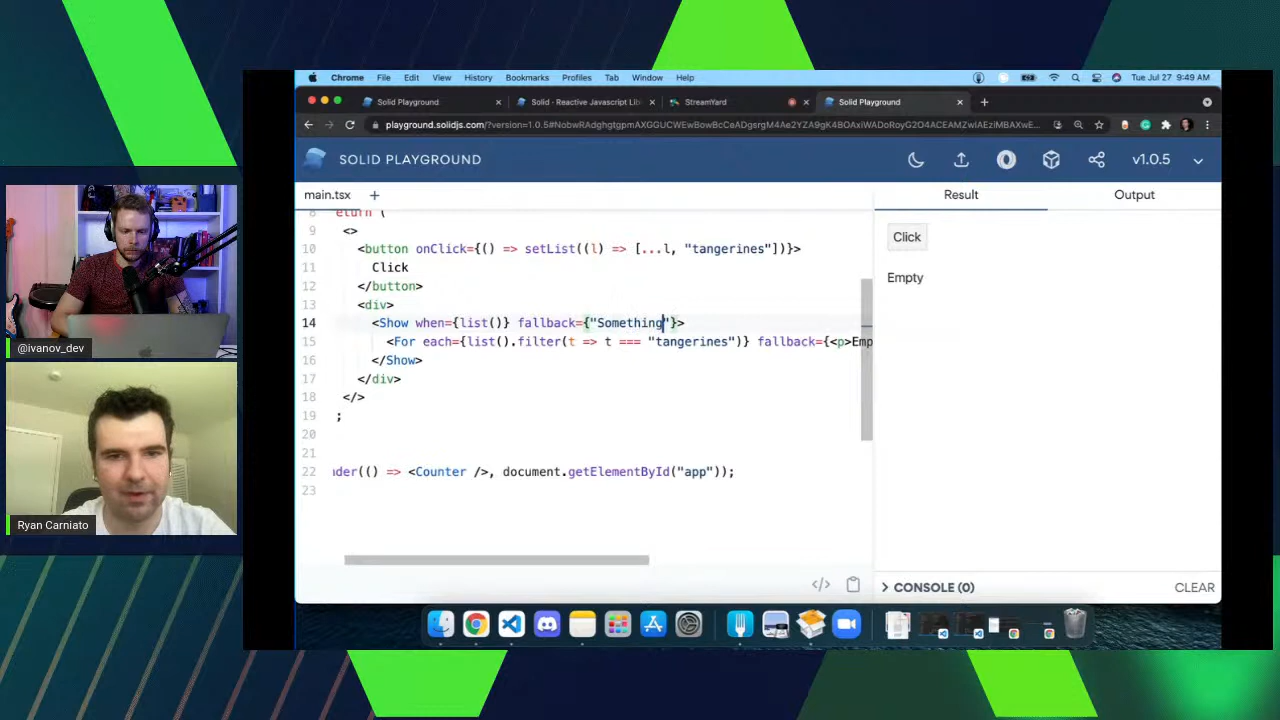 Chrome File Edit View History Bookmarks Profiles Tab Window Help Tue Jul 27 9:49 AM
Solid Playground Solid - Reactive Javascript Lib StreamYard Solid Playground
SOLID PLAYGROUND v1.0.5
main.tsx + Result Output
8 eturn (
9 <>
10 <button onClick={() => setList((l) => [...l, "tangerines"])}>
11 Click
12 </button>
13 <div>
14 <Show when={list()} fallback={"Something"}>
15 <For each={list().filter(t => t === "tangerines")} fallback={<p>Emp
16 </Show>
17 </div>
18 </>
19 ;
20
21
22 der(() => <Counter />, document.getElementById("app"));
23
Click
Empty
CONSOLE (0) CLEAR
@ivanov_dev
Ryan Carniato